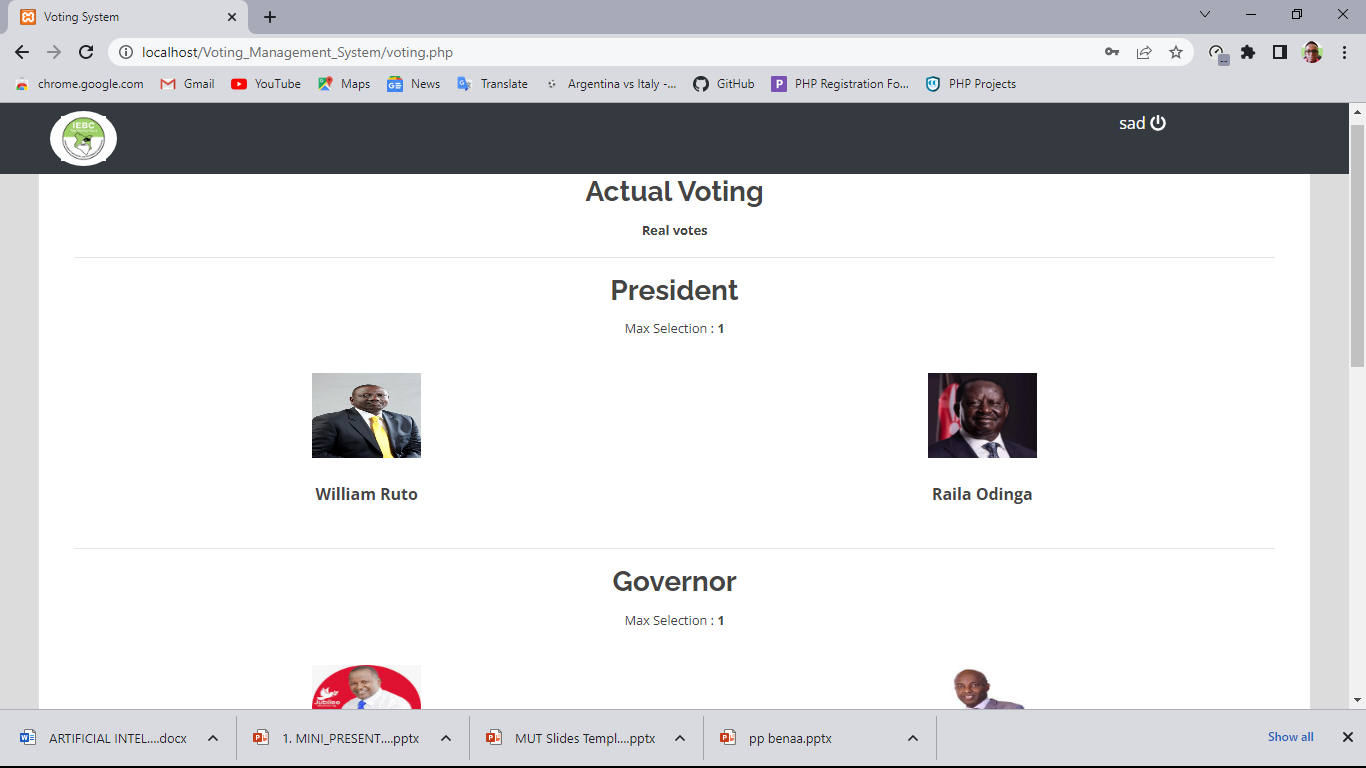 Voting System
localhost/Voting_Management_System/voting.php
chrome.google.com Gmail YouTube Maps News Translate Argentina vs Italy -... GitHub PHP Registration Fo... PHP Projects
IEBC
sad
Actual Voting
Real votes
President
Max Selection : 1
William Ruto Raila Odinga
Governor
Max Selection : 1
Jubilee
ARTIFICIAL INTEL....docx 1. MINI_PRESENT....pptx MUT Slides Templ....pptx pp benaa.pptx Show all